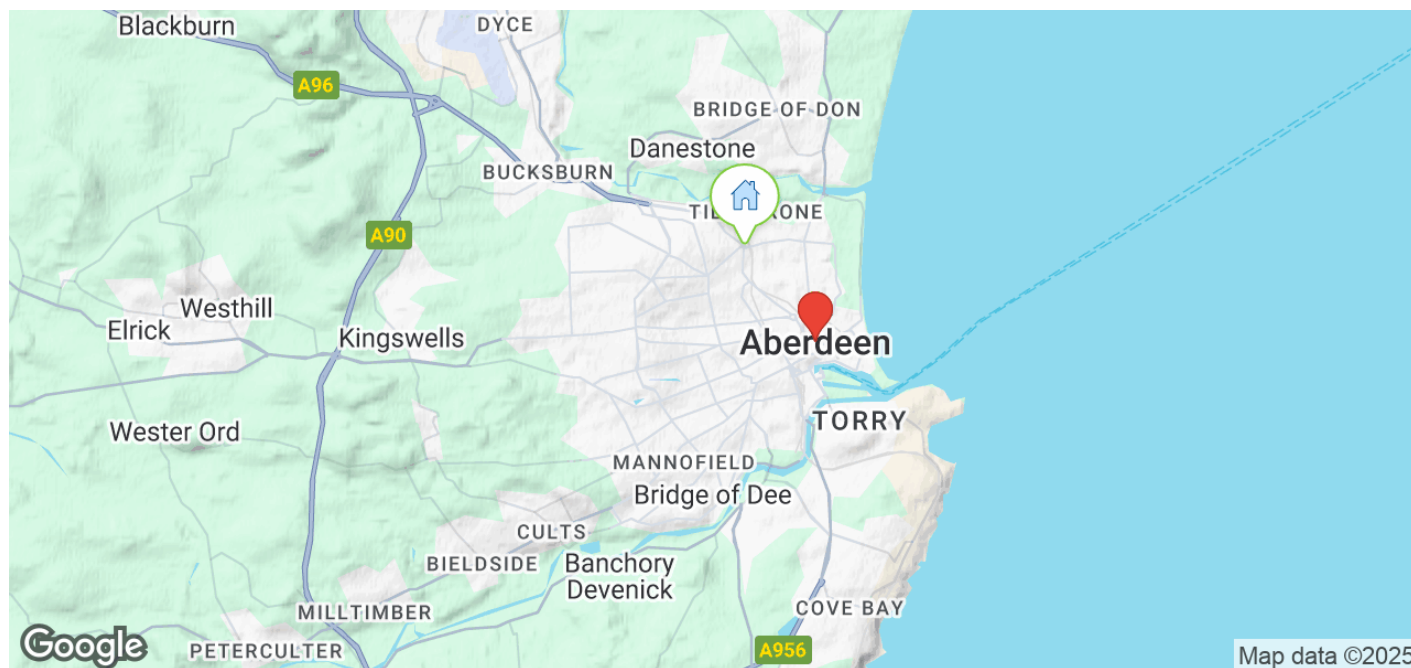 Blackburn
DYCE
A96
BRIDGE OF DON
Danestone
BUCKSBURN
A90
Westhill
Elrick
Kingswells
Aberdeen
Wester Ord
TORRY
MANNOFIELD
Bridge of Dee
CULTS
BIELDSIDE
Banchory
Devenick
MILLTIMBER
COVE BAY
PETERCULTER
A956
Google
Map data ©2025